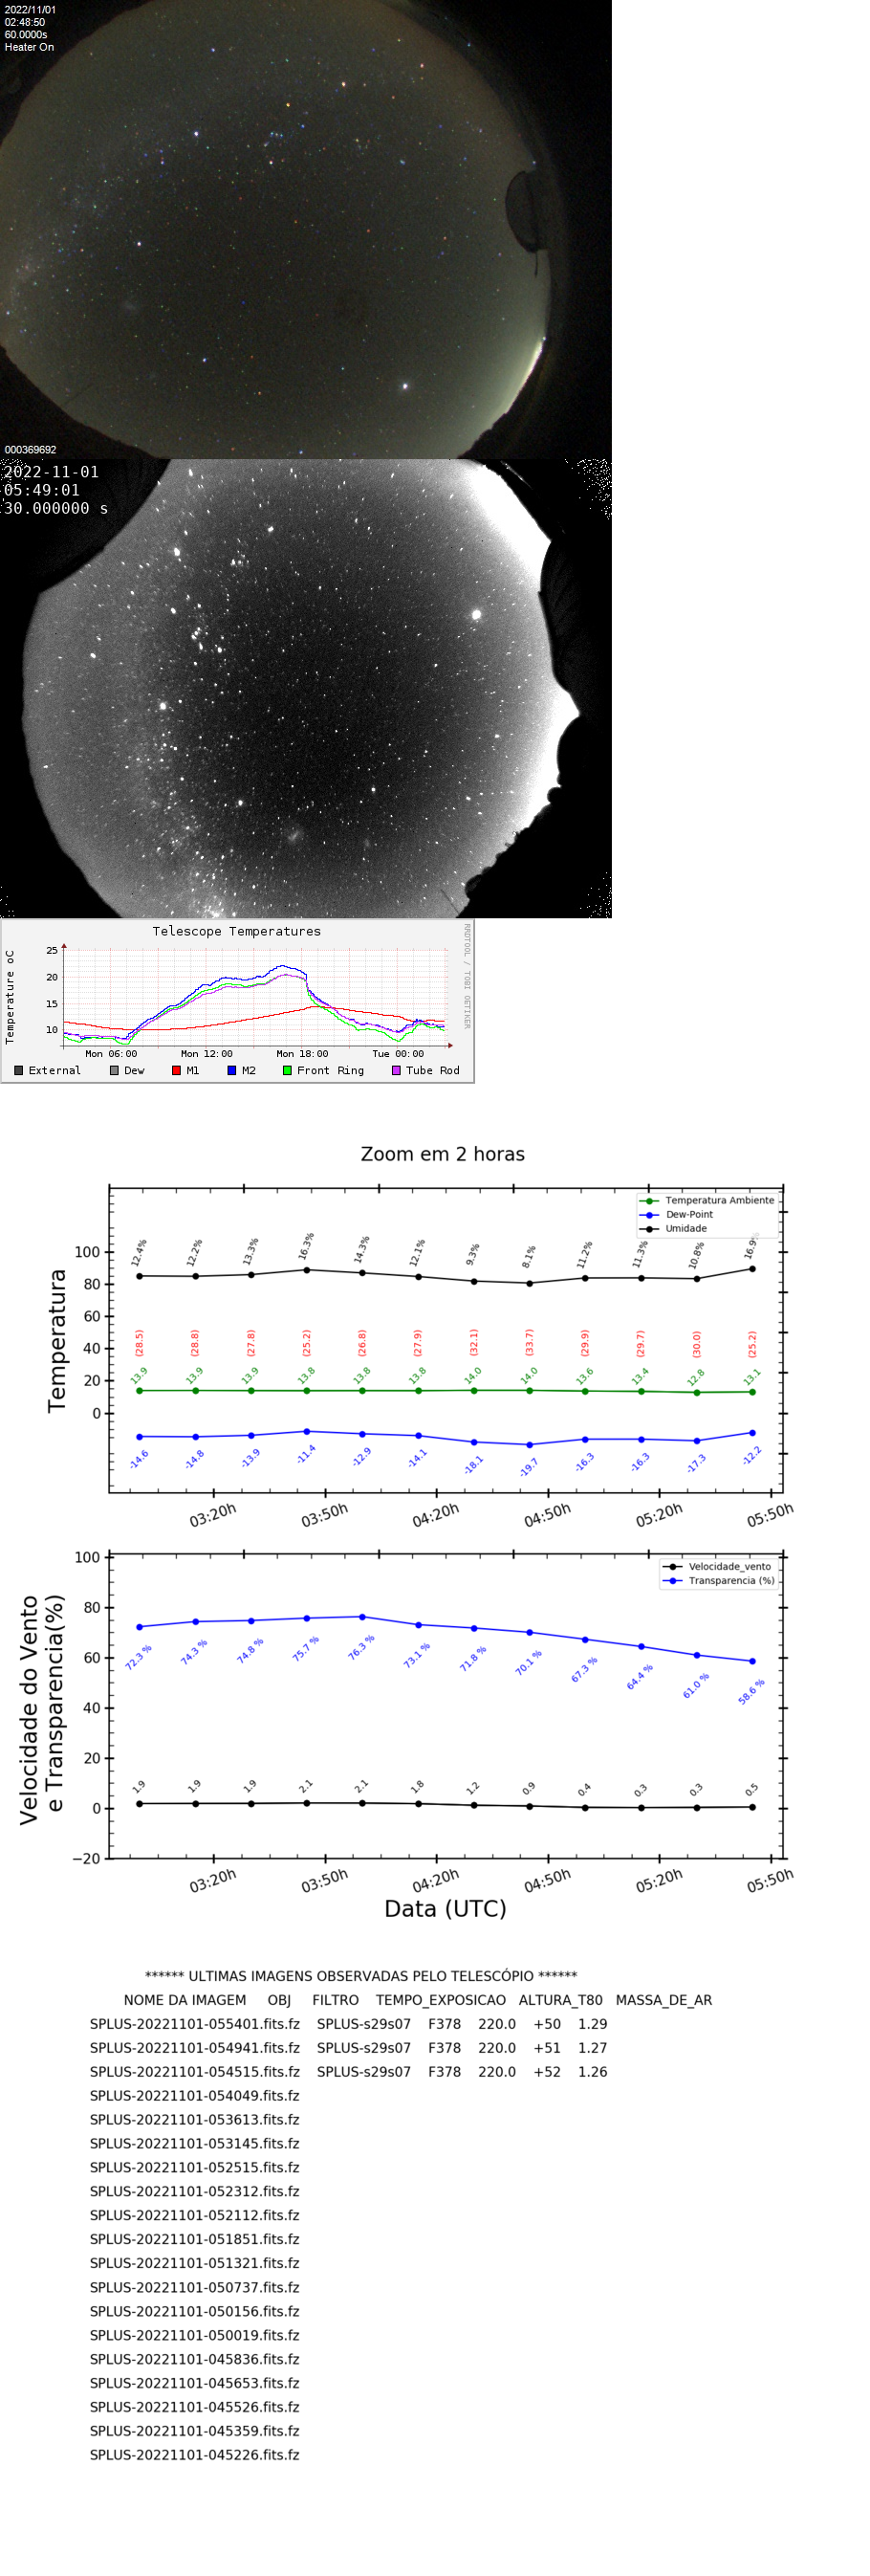 2022/11/01
02:48:50
60.0000s
Heater On
000369692
2022-11-01
05:49:01
30.000000 s
Telescope Temperatures
RRDTOOL / TOBI OETIKER
Temperature oC
25
20
15
10
Mon 06:00 Mon 12:00 Mon 18:00 Tue 00:00
External Dew M1 M2 Front Ring Tube Rod
Zoom em 2 horas
Temperatura Ambiente
Dew-Point
Umidade
Temperatura
100
80
60
40
20
0
12.4% 12.2% 13.3% 16.3% 14.3% 12.1% 9.3% 8.1% 11.2% 11.3% 10.8% 16.9%
(28.5) (28.8) (27.8) (25.2) (26.8) (27.9) (32.1) (33.7) (29.9) (29.7) (30.0) (25.2)
13.9 13.9 13.9 13.8 13.8 13.8 14.0 14.0 13.6 13.4 12.8 13.1
-14.6 -14.8 -13.9 -11.4 -12.9 -14.1 -18.1 -19.7 -16.3 -16.3 -17.3 -12.2
03:20h 03:50h 04:20h 04:50h 05:20h 05:50h
Velocidade_vento
Transparencia (%)
Velocidade do Vento
e Transparencia(%)
100
80
60
40
20
0
−20
72.3 % 74.3 % 74.8 % 75.7 % 76.3 % 73.1 % 71.8 % 70.1 % 67.3 % 64.4 % 61.0 % 58.6 %
1.9 1.9 1.9 2.1 2.1 1.8 1.2 0.9 0.4 0.3 0.3 0.5
03:20h 03:50h 04:20h 04:50h 05:20h 05:50h
Data (UTC)
****** ULTIMAS IMAGENS OBSERVADAS PELO TELESCÓPIO ******
NOME DA IMAGEM OBJ FILTRO TEMPO_EXPOSICAO ALTURA_T80 MASSA_DE_AR
SPLUS-20221101-055401.fits.fz SPLUS-s29s07 F378 220.0 +50 1.29
SPLUS-20221101-054941.fits.fz SPLUS-s29s07 F378 220.0 +51 1.27
SPLUS-20221101-054515.fits.fz SPLUS-s29s07 F378 220.0 +52 1.26
SPLUS-20221101-054049.fits.fz
SPLUS-20221101-053613.fits.fz
SPLUS-20221101-053145.fits.fz
SPLUS-20221101-052515.fits.fz
SPLUS-20221101-052312.fits.fz
SPLUS-20221101-052112.fits.fz
SPLUS-20221101-051851.fits.fz
SPLUS-20221101-051321.fits.fz
SPLUS-20221101-050737.fits.fz
SPLUS-20221101-050156.fits.fz
SPLUS-20221101-050019.fits.fz
SPLUS-20221101-045836.fits.fz
SPLUS-20221101-045653.fits.fz
SPLUS-20221101-045526.fits.fz
SPLUS-20221101-045359.fits.fz
SPLUS-20221101-045226.fits.fz